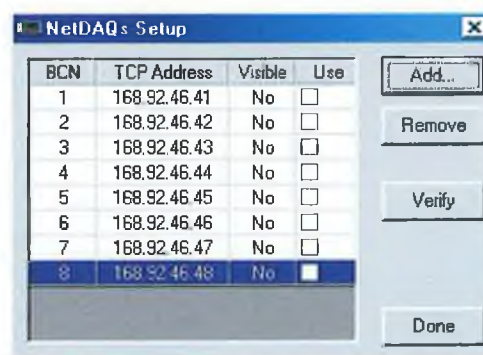 NetDAQs Setup
BCN TCP Address Visible Use
1 168.92.46.41 No
2 168.92.46.42 No
3 168.92.46.43 No
4 168.92.46.44 No
5 168.92.46.45 No
6 168.92.46.46 No
7 168.92.46.47 No
8 168.92.46.48 No
Add...
Remove
Verify
Done